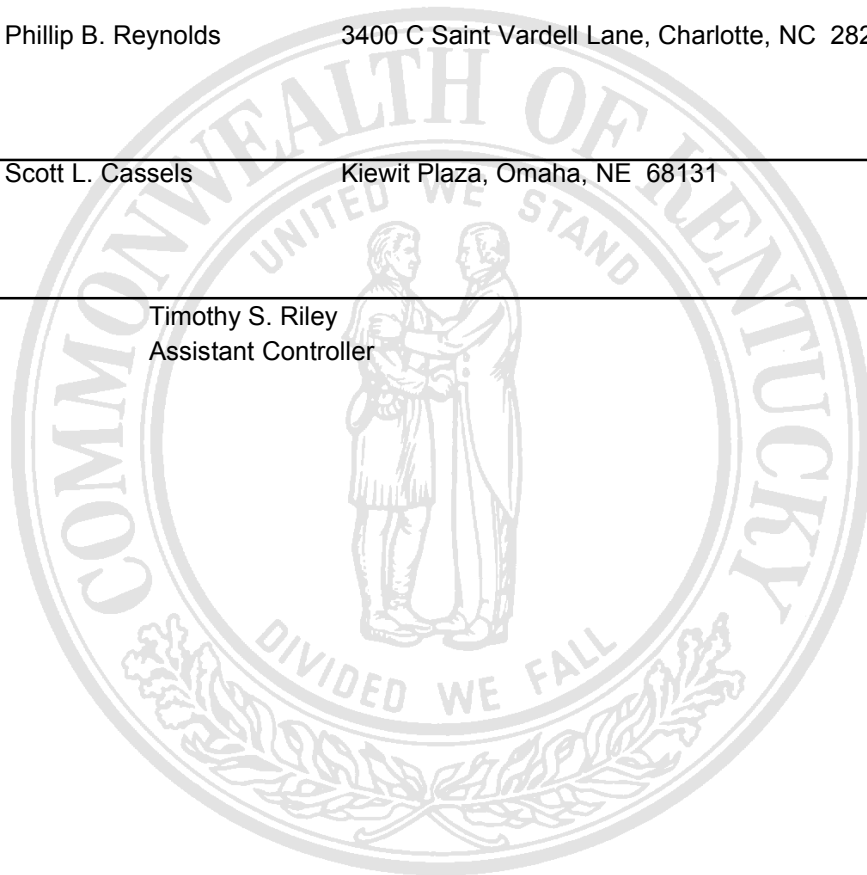 Phillip B. Reynolds 3400 C Saint Vardell Lane, Charlotte, NC 282
Scott L. Cassels Kiewit Plaza, Omaha, NE 68131
Timothy S. Riley
Assistant Controller
COMMONWEALTH OF KENTUCKY
UNITED WE STAND
DIVIDED WE FALL